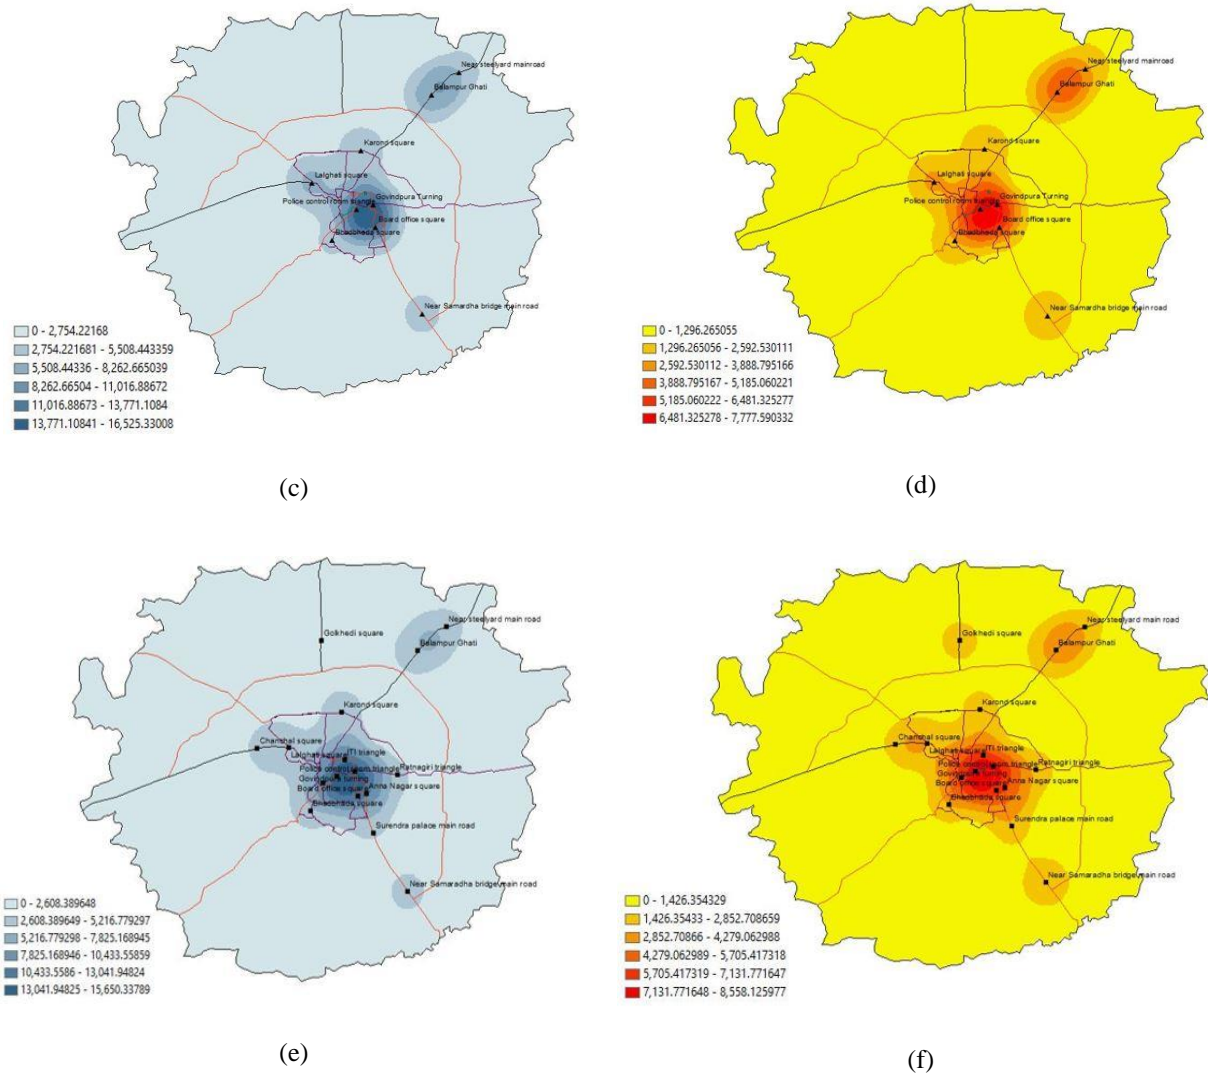 Near steelyard mainroad
Balampur Ghati
Karond square
Lalghati square
Govindpura Turning
Police control room triangle
Board office square
Bhadbhada square
Near Samardha bridge main road
0 - 2,754.22168
2,754.221681 - 5,508.443359
5,508.44336 - 8,262.665039
8,262.66504 - 11,016.88672
11,016.88673 - 13,771.1084
13,771.10841 - 16,525.33008
(c)
Near steelyard mainroad
Balampur Ghati
Karond square
Lalghati square
Govindpura Turning
Police control room triangle
Board office square
Bhadbhada square
Near Samardha bridge main road
0 - 1,296.265055
1,296.265056 - 2,592.530111
2,592.530112 - 3,888.795166
3,888.795167 - 5,185.060221
5,185.060222 - 6,481.325277
6,481.325278 - 7,777.590332
(d)
Near steelyard main road
Golkhedi square
Balampur Ghati
Karond square
Chanchal square
Lalghati square
ITI triangle
Police control room triangle
Ratnagiri triangle
Govindpura turning
Board office square
Anna Nagar square
Bhadbhada square
Surendra palace main road
Near Samaradha bridge main road
0 - 2,608.389648
2,608.389649 - 5,216.779297
5,216.779298 - 7,825.168945
7,825.168946 - 10,433.55859
10,433.5586 - 13,041.94824
13,041.94825 - 15,650.33789
(e)
Near steelyard main road
Golkhedi square
Balampur Ghati
Karond square
Chanchal square
Lalghati square
ITI triangle
Police control room triangle
Ratnagiri triangle
Govindpura turning
Board office square
Anna Nagar square
Bhadbhada square
Surendra palace main road
Near Samaradha bridge main road
0 - 1,426.354329
1,426.35433 - 2,852.708659
2,852.70866 - 4,279.062988
4,279.062989 - 5,705.417318
5,705.417319 - 7,131.771647
7,131.771648 - 8,558.125977
(f)